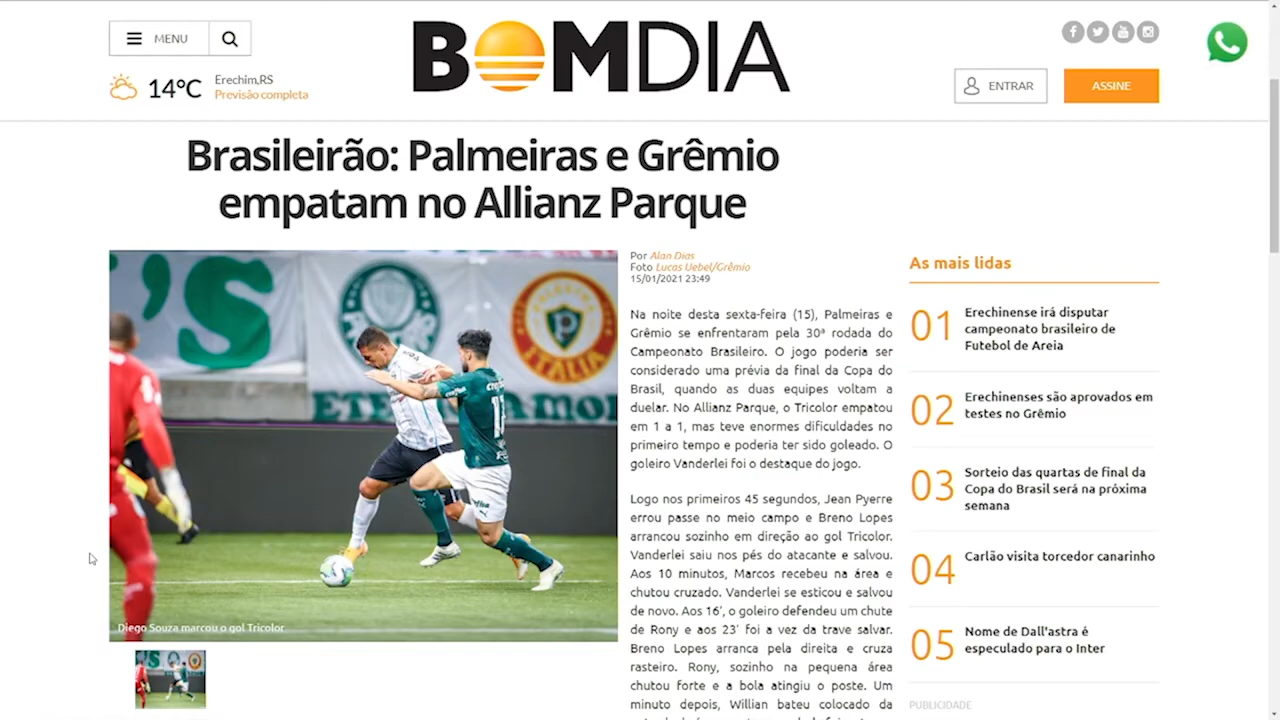 MENU
BOMDIA
14°C
Erechim,RS
Previsão completa
ENTRAR
ASSINE
Brasileirão: Palmeiras e Grêmio
empatam no Allianz Parque
Por Alan Dias
Foto Lucas Uebel/Grêmio
15/01/2021 23:49
Na noite desta sexta-feira (15), Palmeiras e
Grêmio se enfrentaram pela 30ª rodada do
Campeonato Brasileiro. O jogo poderia ser
considerado uma prévia da final da Copa do
Brasil, quando as duas equipes voltam a
duelar. No Allianz Parque, o Tricolor empatou
em 1 a 1, mas teve enormes dificuldades no
primeiro tempo e poderia ter sido goleado. O
goleiro Vanderlei foi o destaque do jogo.
Logo nos primeiros 45 segundos, Jean Pyerre
errou passe no meio campo e Breno Lopes
arrancou sozinho em direção ao gol Tricolor.
Vanderlei saiu nos pés do atacante e salvou.
Aos 10 minutos, Marcos recebeu na área e
chutou cruzado. Vanderlei se esticou e salvou
de novo. Aos 16’, o goleiro defendeu um chute
de Rony e aos 23’ foi a vez da trave salvar.
Breno Lopes arranca pela direita e cruza
rasteiro. Rony, sozinho na pequena área
chutou forte e a bola atingiu o poste. Um
minuto depois, Willian bateu colocado da
'S
P
ITALIA
Diego Souza marcou o gol Tricolor
As mais lidas
01 Erechinense irá disputar
campeonato brasileiro de
Futebol de Areia
02 Erechinenses são aprovados em
testes no Grêmio
03 Sorteio das quartas de final da
Copa do Brasil será na próxima
semana
04 Carlão visita torcedor canarinho
05 Nome de Dall'astra é
especulado para o Inter
PUBLICIDADE